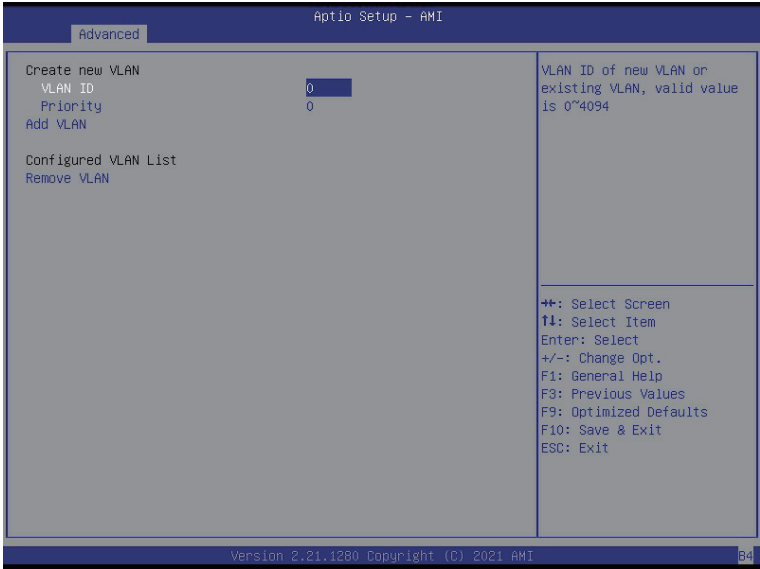 Aptio Setup – AMI
Advanced
Create new VLAN
VLAN ID 0
Priority 0
Add VLAN
Configured VLAN List
Remove VLAN
VLAN ID of new VLAN or
existing VLAN, valid value
is 0~4094
→←: Select Screen
↑↓: Select Item
Enter: Select
+/-: Change Opt.
F1: General Help
F3: Previous Values
F9: Optimized Defaults
F10: Save & Exit
ESC: Exit
Version 2.21.1280 Copyright (C) 2021 AMI
B4